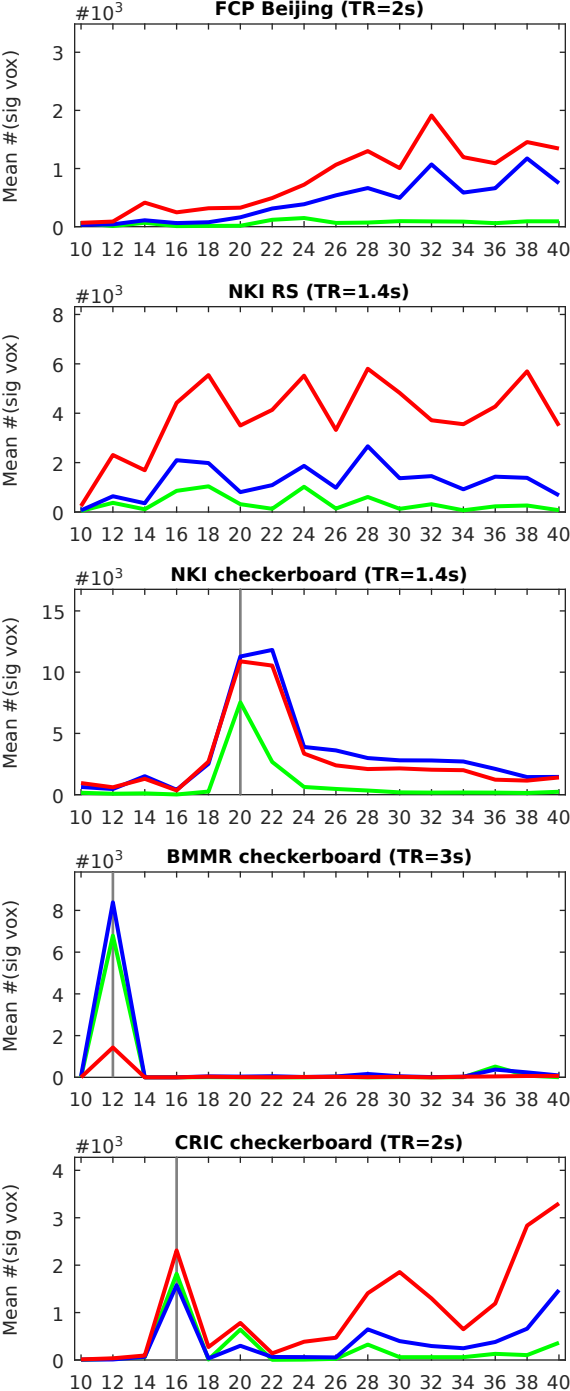 FCP Beijing (TR=2s)
#10³
Mean #(sig vox)
3
2
1
0
10 12 14 16 18 20 22 24 26 28 30 32 34 36 38 40
NKI RS (TR=1.4s)
#10³
Mean #(sig vox)
8
6
4
2
0
10 12 14 16 18 20 22 24 26 28 30 32 34 36 38 40
NKI checkerboard (TR=1.4s)
#10³
Mean #(sig vox)
15
10
5
0
10 12 14 16 18 20 22 24 26 28 30 32 34 36 38 40
BMMR checkerboard (TR=3s)
#10³
Mean #(sig vox)
8
6
4
2
0
10 12 14 16 18 20 22 24 26 28 30 32 34 36 38 40
CRIC checkerboard (TR=2s)
#10³
Mean #(sig vox)
4
3
2
1
0
10 12 14 16 18 20 22 24 26 28 30 32 34 36 38 40